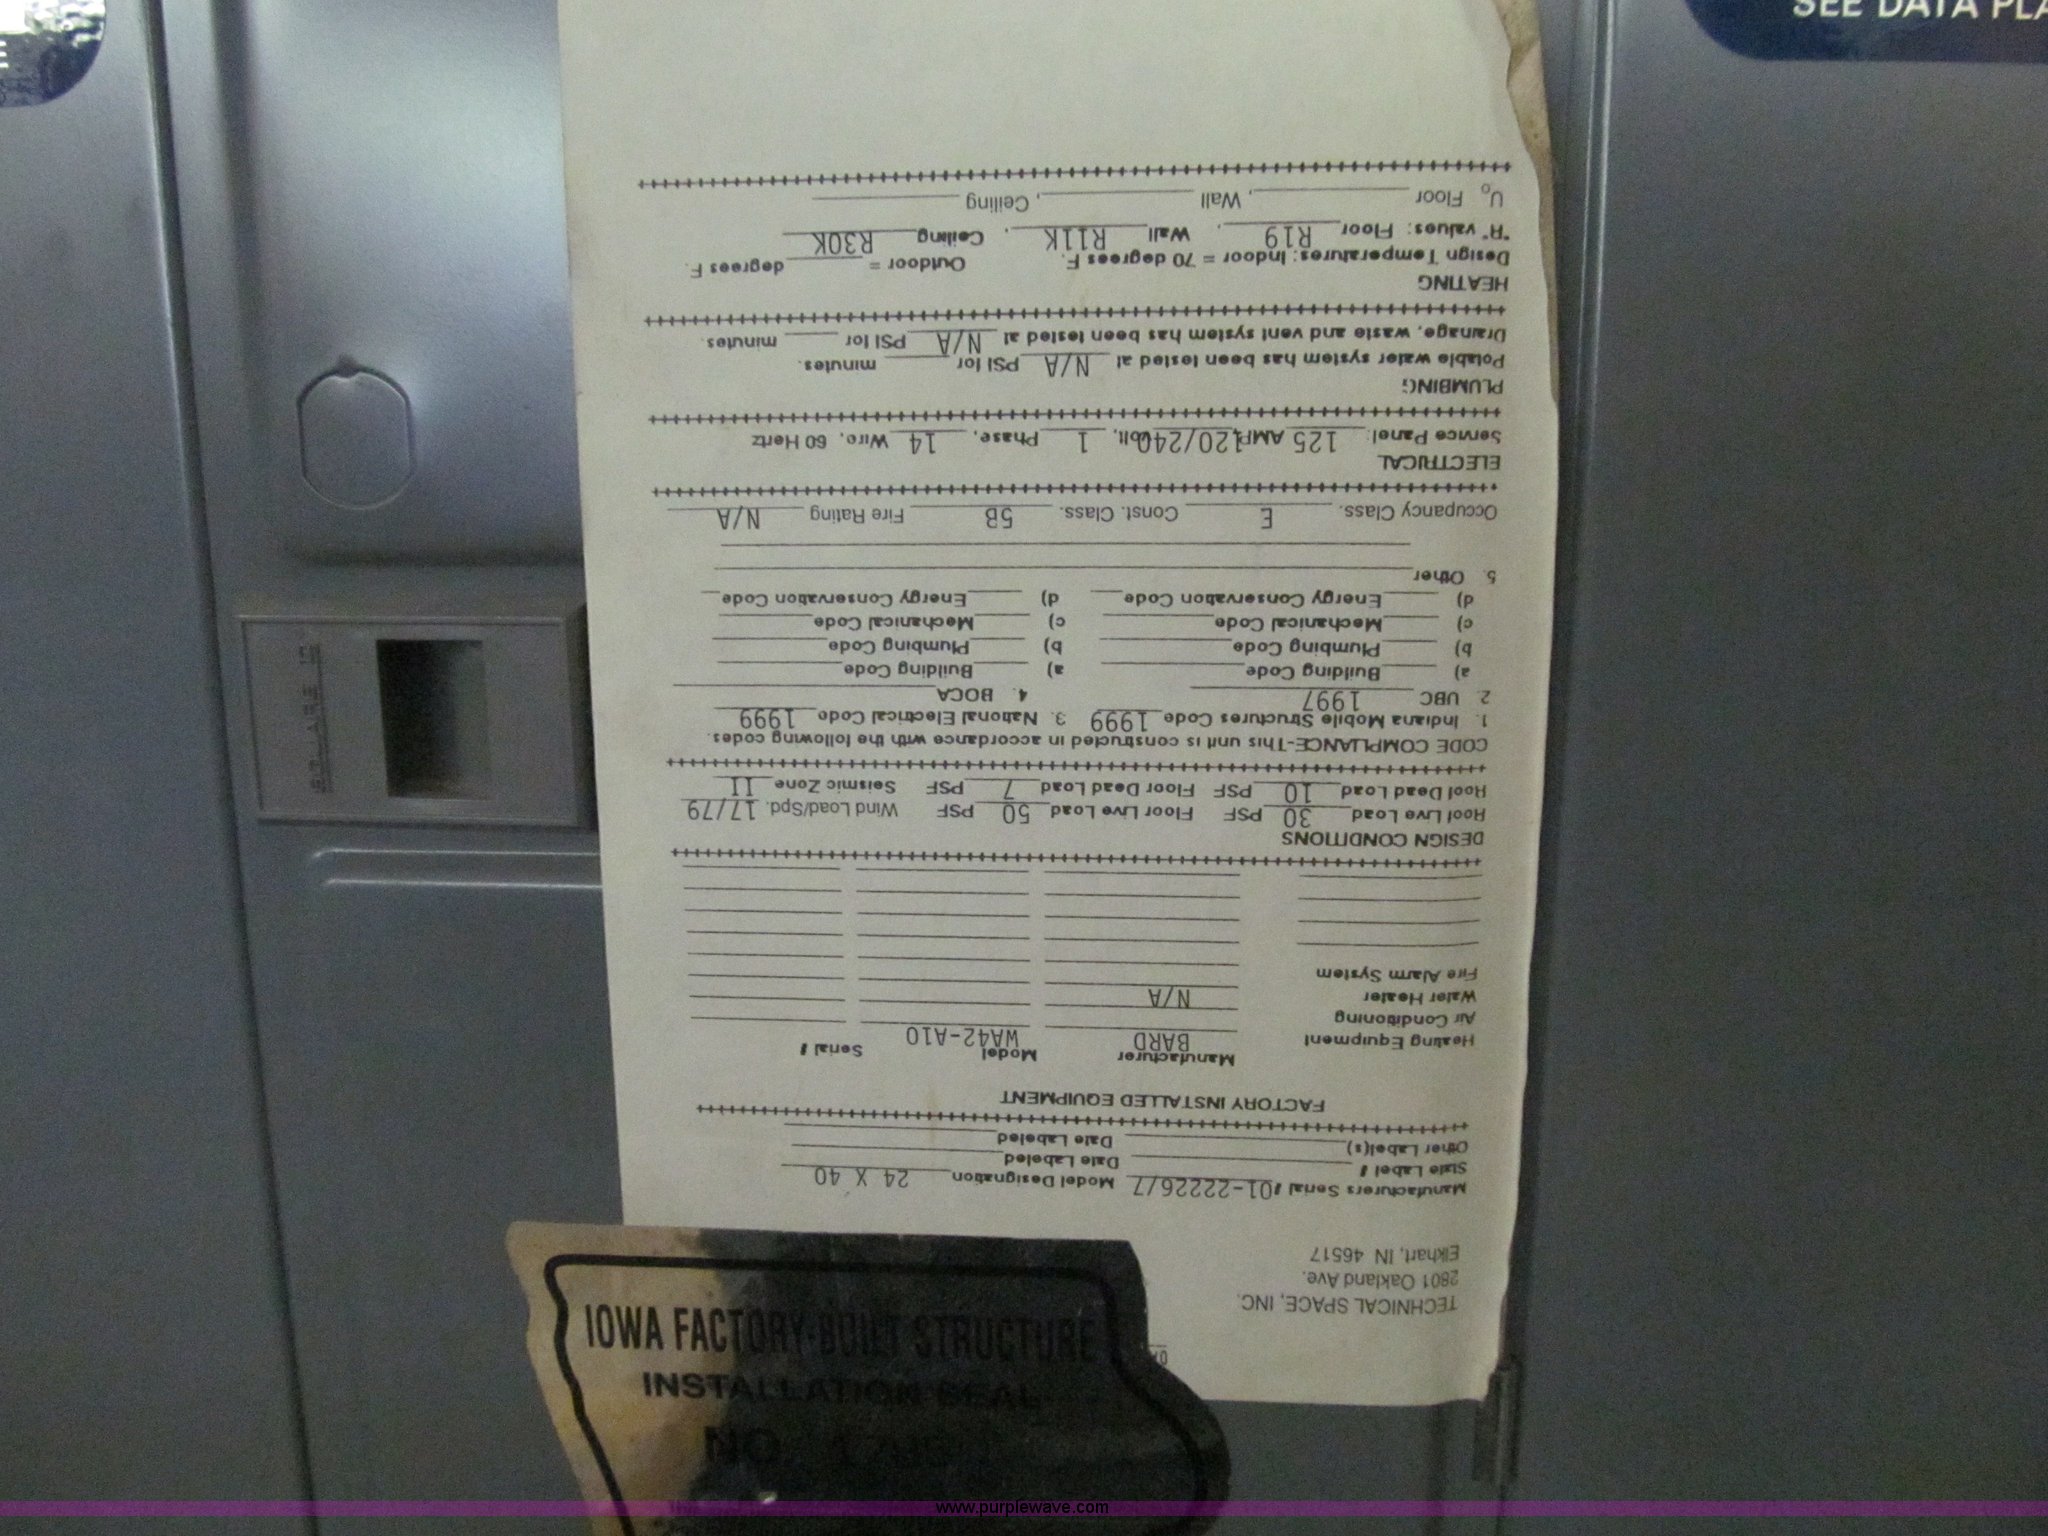 SEE DATA PLA
E
TECHNICAL SPACE, INC.
2801 Oakland Ave.
Elkhart, IN 46517
Manufacturers Serial # 101-22226/7 Model Designation 24 X 40
State Label # Date Labeled
Other Label(s) Date Labeled
FACTORY INSTALLED EQUIPMENT
Manufacturer Model Serial #
Heating Equipment BARD WA42-A10
Air Conditioning
Water Heater N/A
Fire Alarm System
DESIGN CONDITIONS
Roof Live Load 30 PSF Floor Live Load 50 PSF Wind Load/Spd. 17/79
Roof Dead Load 10 PSF Floor Dead Load 7 PSF Seismic Zone 11
CODE COMPLIANCE-This unit is constructed in accordance with the following codes.
1. Indiana Mobile Structures Code 1999 3. National Electrical Code 1999
2. UBC 1997 4. BOCA
a) Building Code a) Building Code
b) Plumbing Code b) Plumbing Code
c) Mechanical Code c) Mechanical Code
d) Energy Conservation Code d) Energy Conservation Code
5. Other
Occupancy Class. E Const. Class. 5B Fire Rating N/A
ELECTRICAL
Service Panel: 125 AMP, 120/240 Volt, 1 Phase, 14 Wire, 60 Hertz
PLUMBING
Potable water system has been tested at N/A PSI for minutes.
Drainage, waste and vent system has been tested at N/A PSI for minutes.
HEATING
Design Temperatures: Indoor = 70 degrees F. Outdoor = degrees F.
"R" values: Floor R19, Wall R11K, Ceiling R30K
Uo Floor, Wall, Ceiling
SQUARE D
IOWA FACTORY-BUILT STRUCTURE
INSTALLATION SEAL
NO.
www.purplewave.com